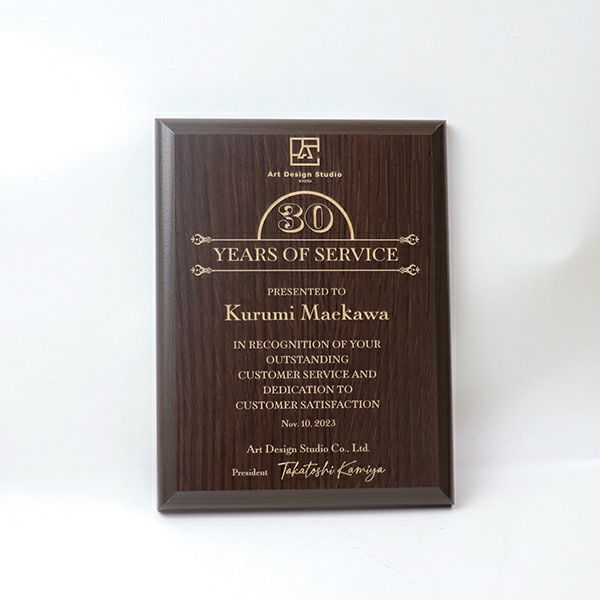 Art Design Studio
KYOTO
30
YEARS OF SERVICE
PRESENTED TO
Kurumi Maekawa
IN RECOGNITION OF YOUR
OUTSTANDING
CUSTOMER SERVICE AND
DEDICATION TO
CUSTOMER SATISFACTION
Nov. 10, 2023
Art Design Studio Co., Ltd.
President Takatoshi Kamiya